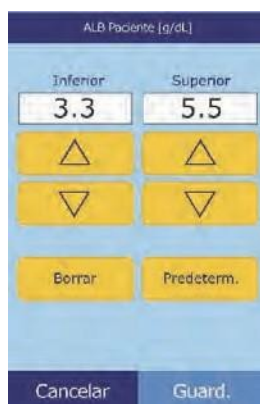 ALB Paciente [g/dL]
Inferior Superior
3.3 5.5
Borrar Predeterm.
Cancelar Guard.